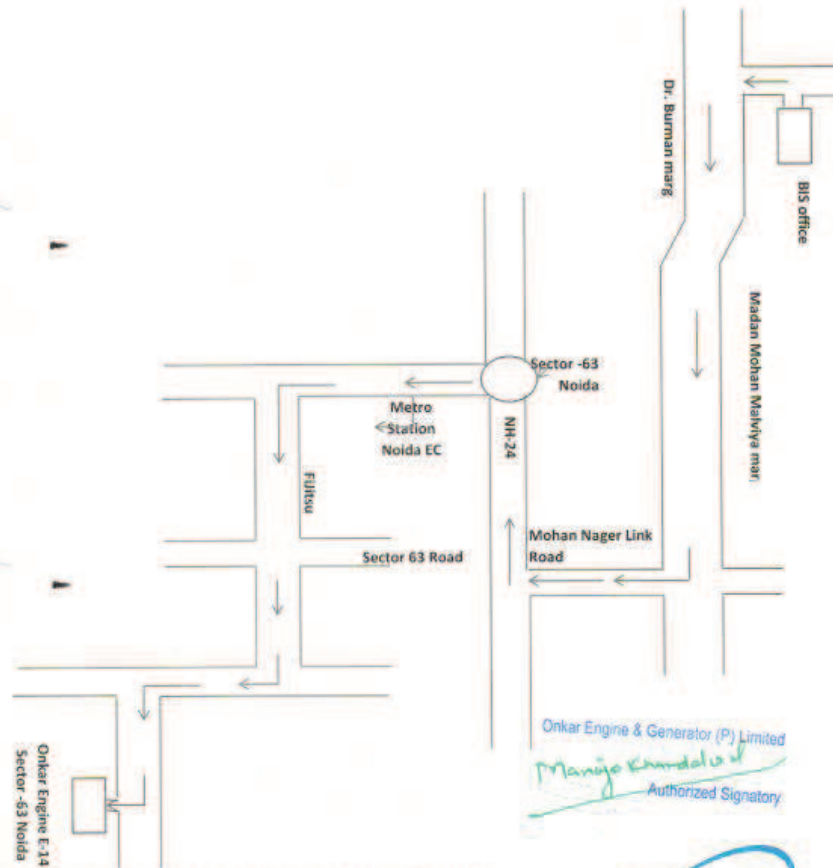 Dr. Burman marg
BIS office
Madan Mohan Malviya mar.
Sector -63
Noida
Metro
Station
Noida EC
NH-24
FiJitsu
Mohan Nager Link
Road
Sector 63 Road
Onkar Engine & Generator (P) Limited
Authorized Signatory
Onkar Engine E-14
Sector -63 Noida